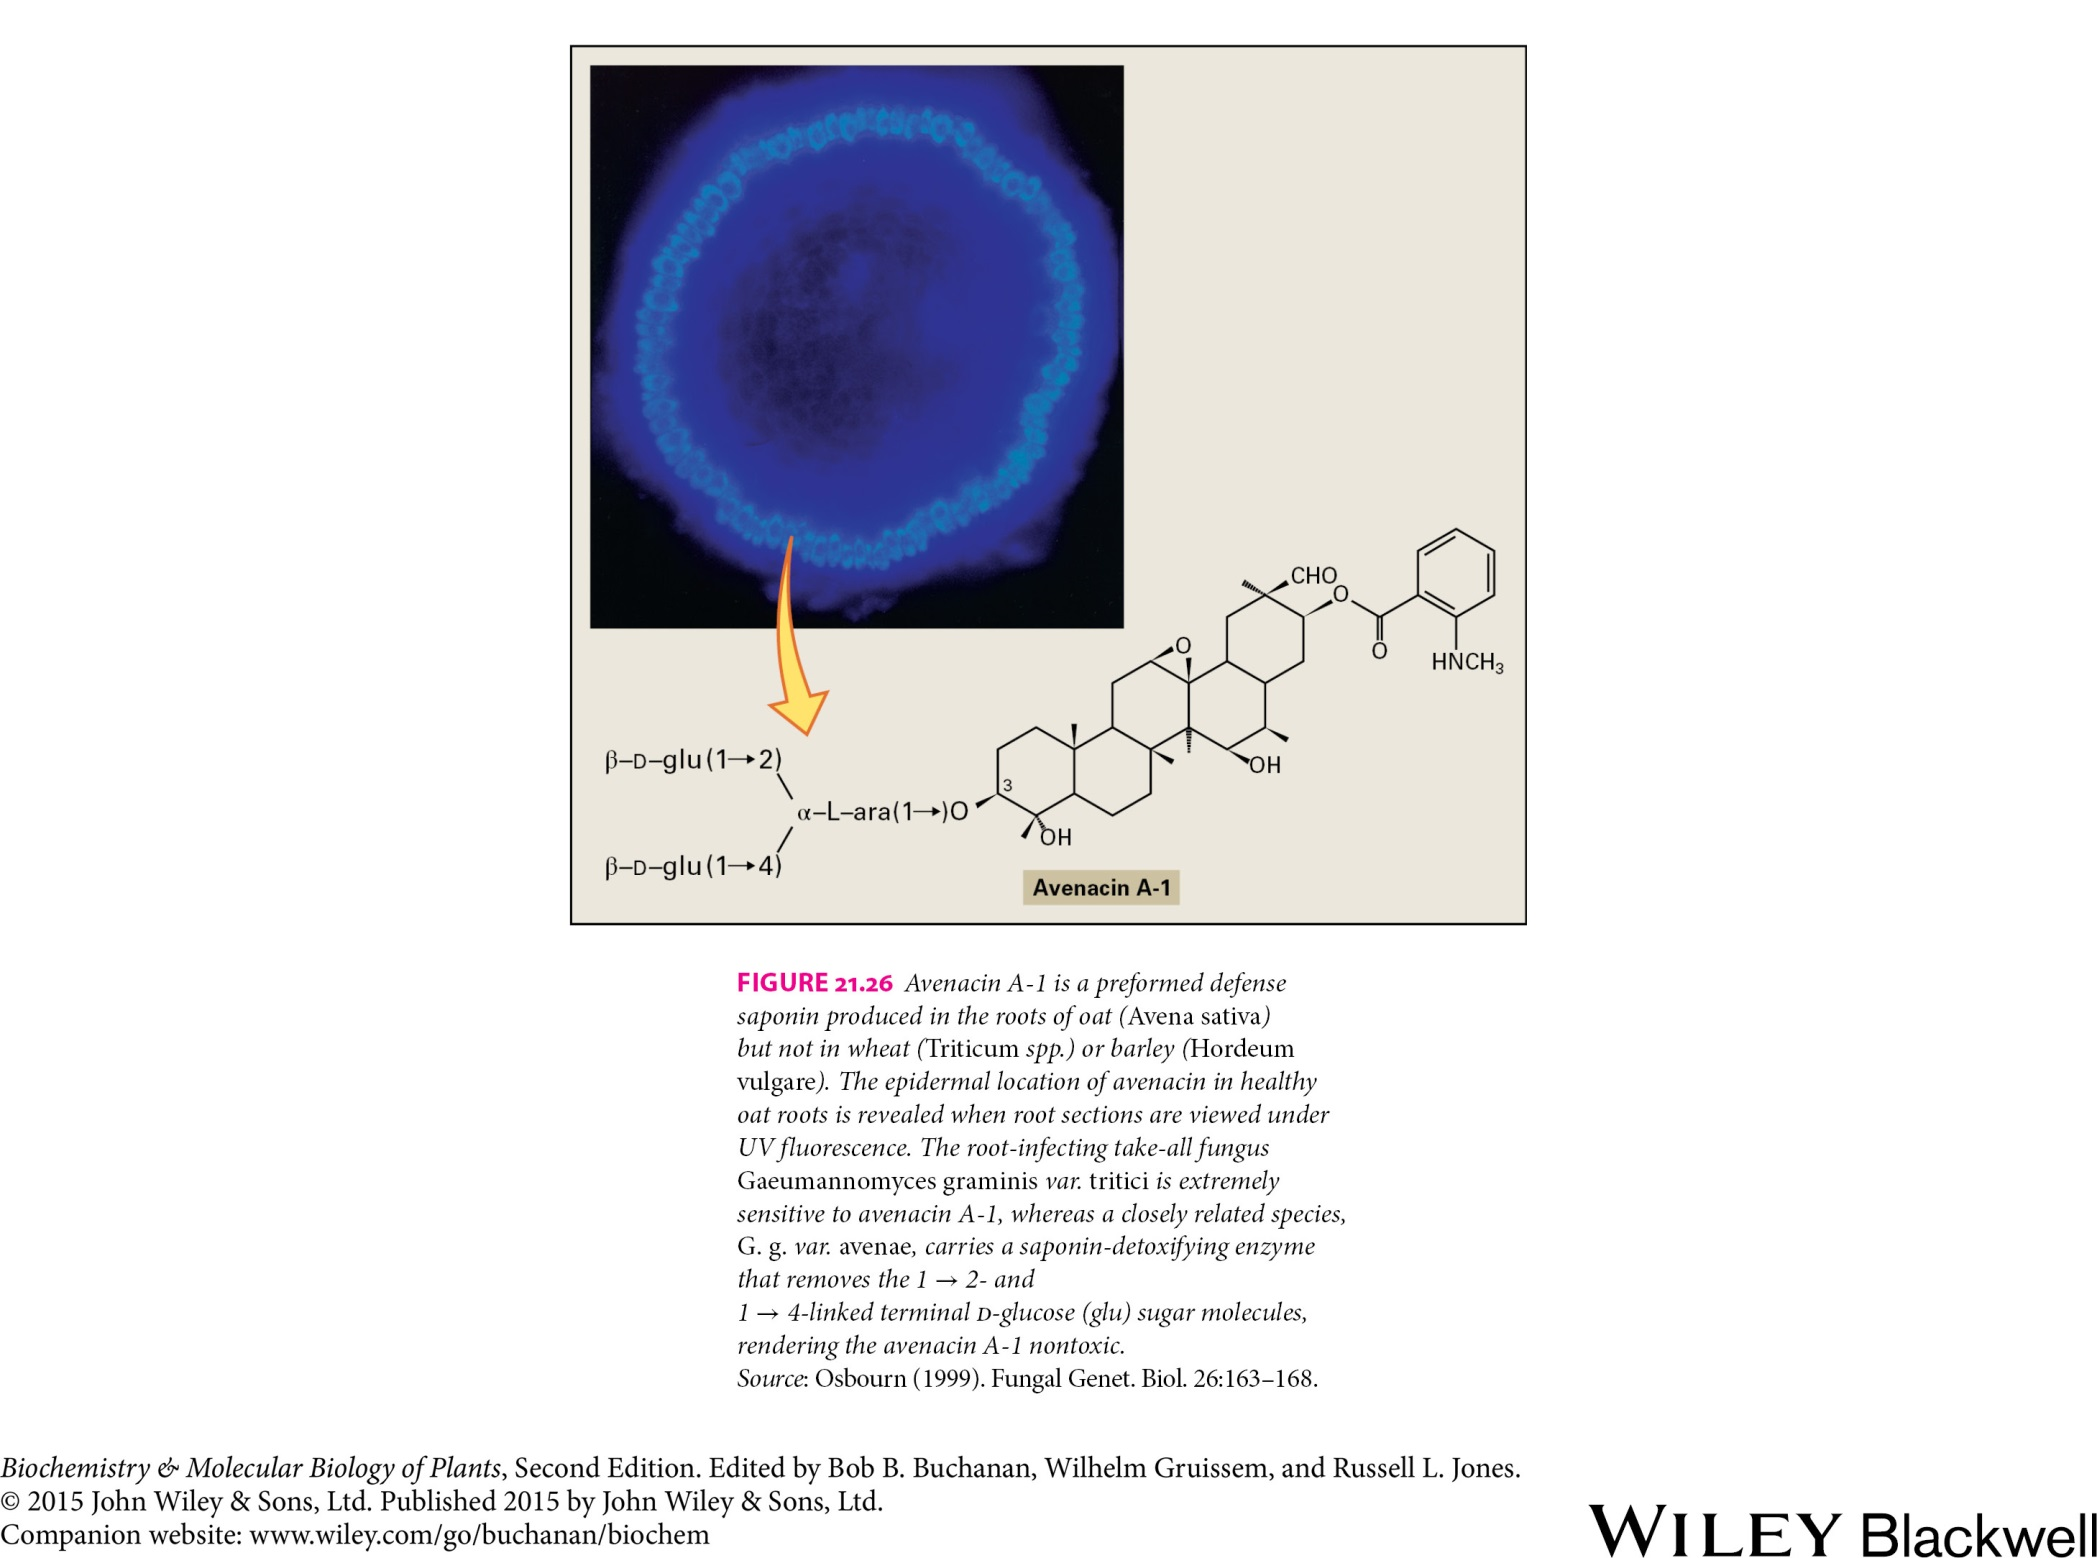 CHO
O
O
HNCH3
O
OH
β–D–glu(1→2)
3
α–L–ara(1→)O
OH
β–D–glu(1→4)
Avenacin A-1
FIGURE 21.26 Avenacin A-1 is a preformed defense
saponin produced in the roots of oat (Avena sativa)
but not in wheat (Triticum spp.) or barley (Hordeum
vulgare). The epidermal location of avenacin in healthy
oat roots is revealed when root sections are viewed under
UV fluorescence. The root-infecting take-all fungus
Gaeumannomyces graminis var. tritici is extremely
sensitive to avenacin A-1, whereas a closely related species,
G. g. var. avenae, carries a saponin-detoxifying enzyme
that removes the 1 → 2- and
1 → 4-linked terminal D-glucose (glu) sugar molecules,
rendering the avenacin A-1 nontoxic.
Source: Osbourn (1999). Fungal Genet. Biol. 26:163–168.
Biochemistry & Molecular Biology of Plants, Second Edition. Edited by Bob B. Buchanan, Wilhelm Gruissem, and Russell L. Jones.
© 2015 John Wiley & Sons, Ltd. Published 2015 by John Wiley & Sons, Ltd.
Companion website: www.wiley.com/go/buchanan/biochem
WILEY Blackwell